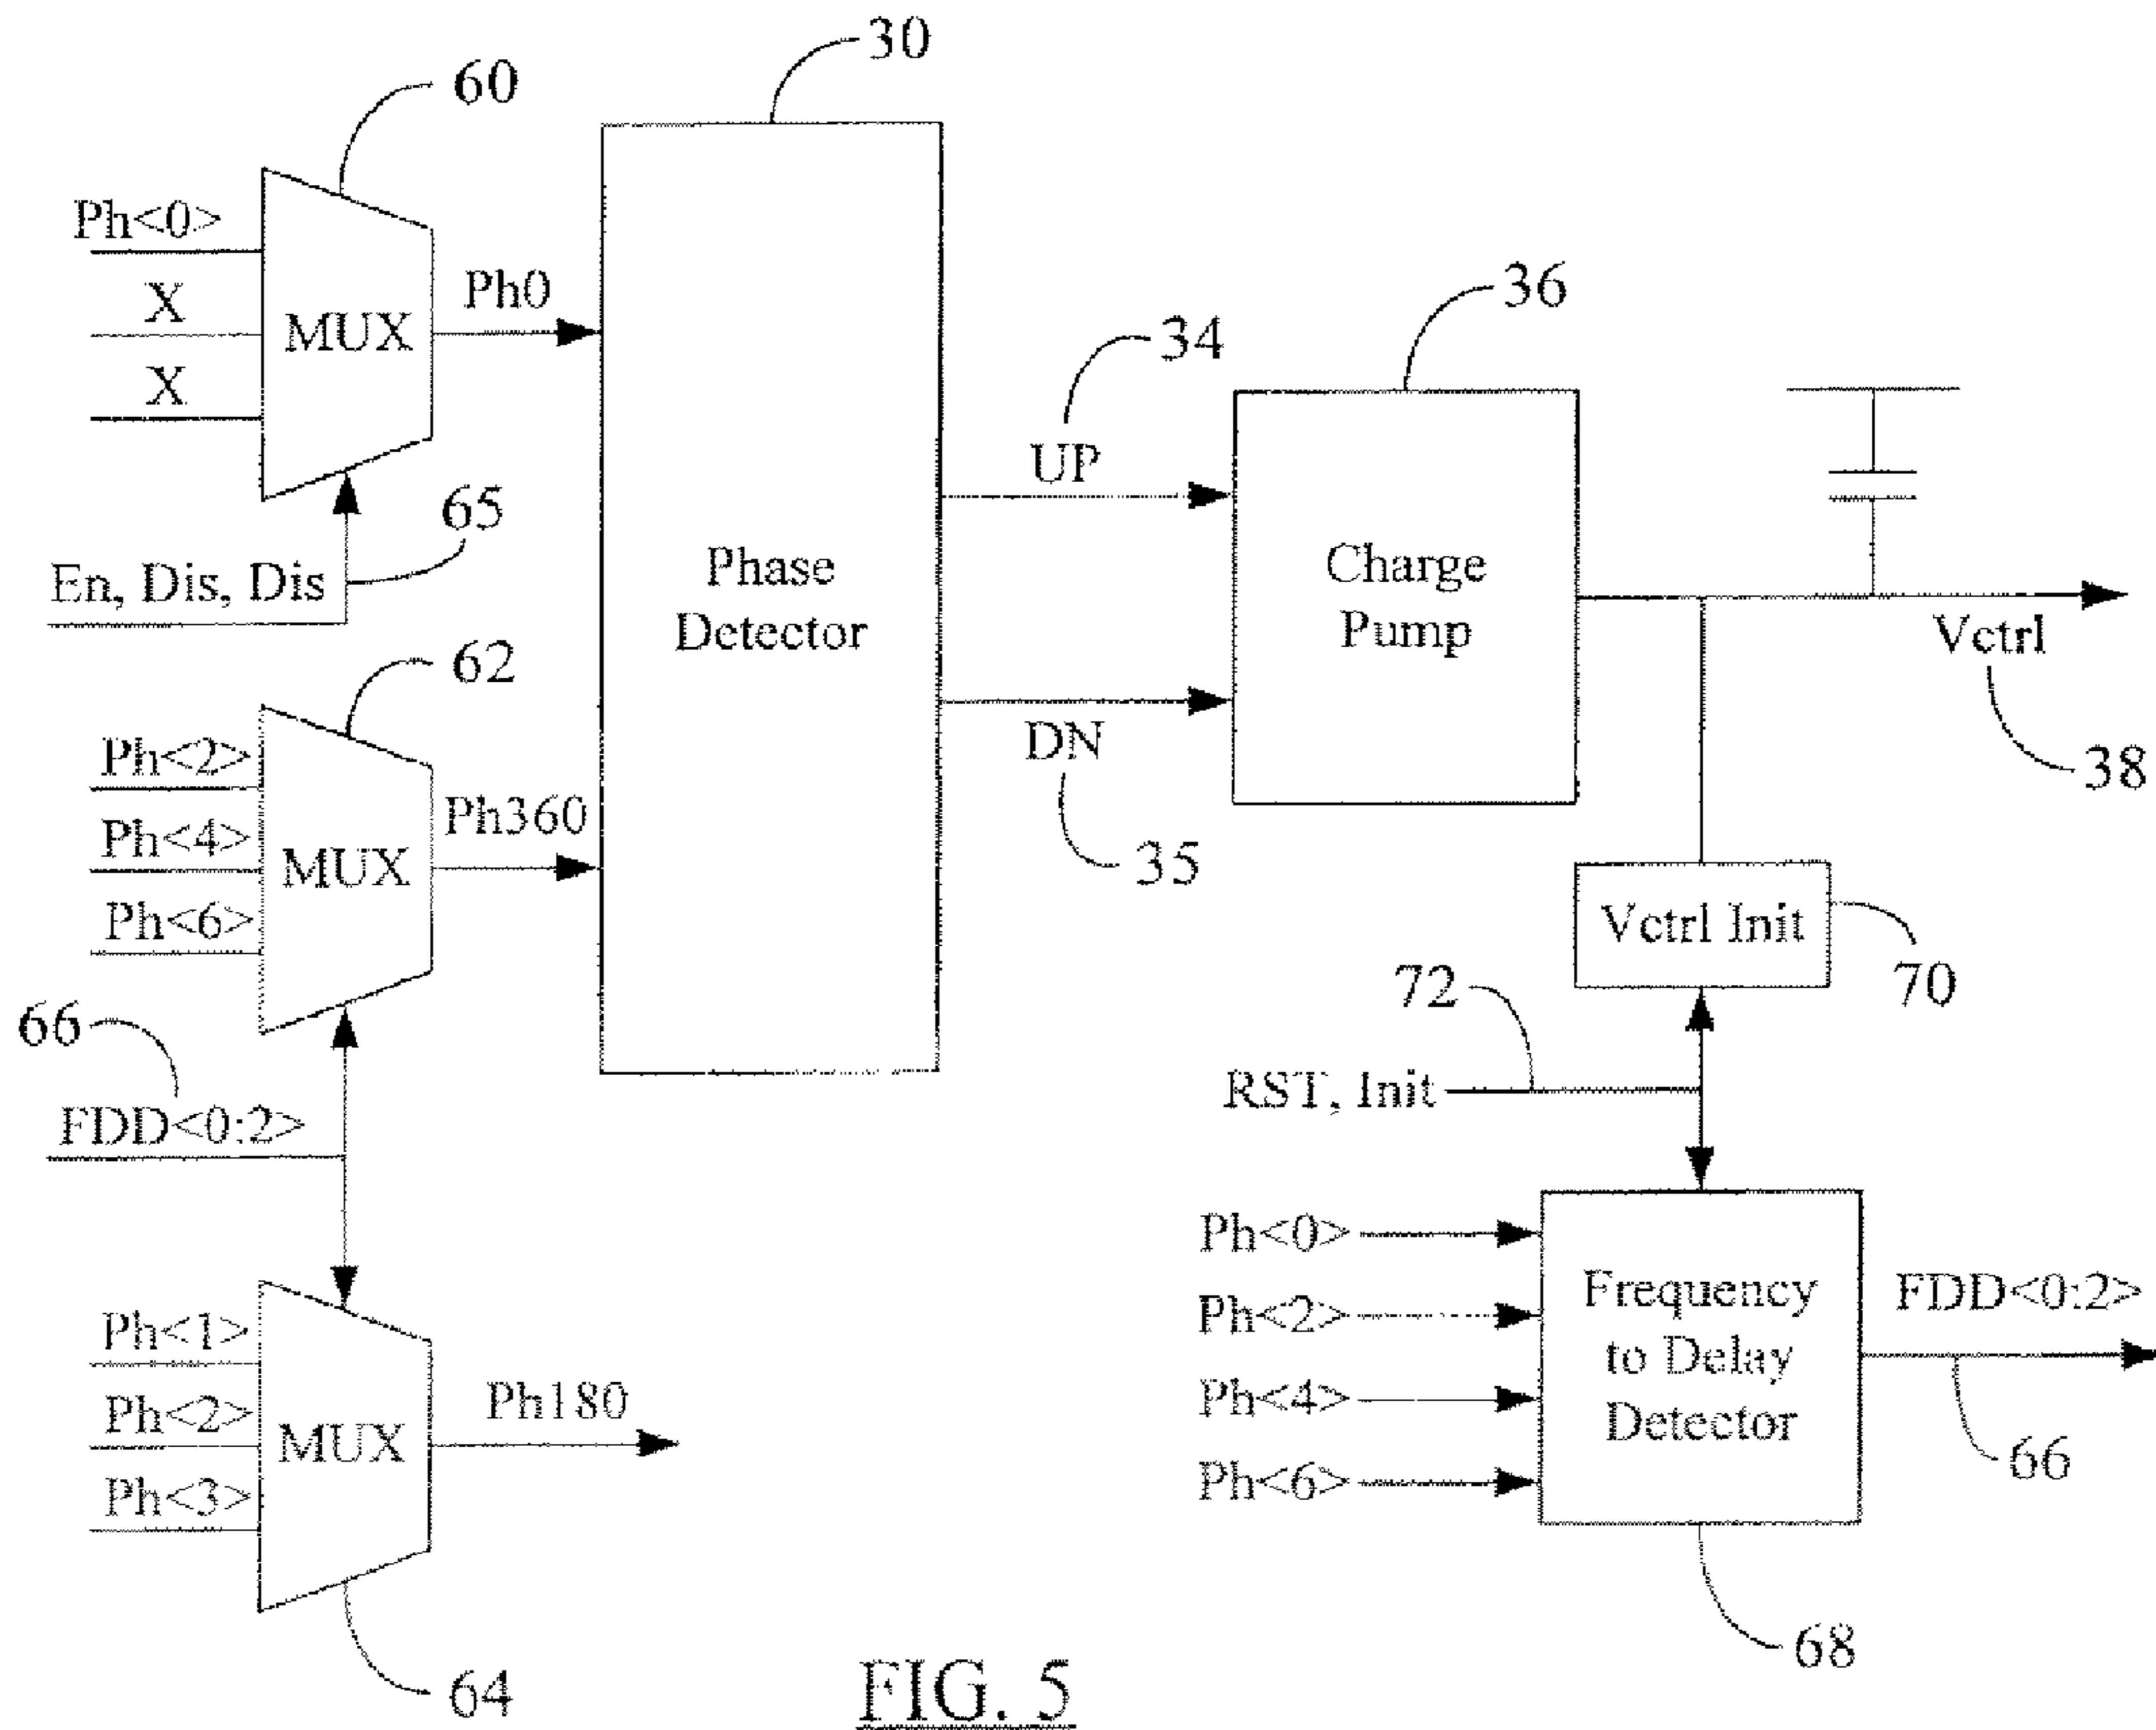 30
60
Ph<0>
X
X
MUX
Ph0
65
En, Dis, Dis
Phase
Detector
34
UP
36
Charge
Pump
DN
35
Vctrl
38
62
Ph<2>
Ph<4>
Ph<6>
MUX
Ph360
66
FDD<0:2>
Vctrl Init
70
72
RST, Init
Ph<1>
Ph<2>
Ph<3>
MUX
Ph180
64
Ph<0>
Ph<2>
Ph<4>
Ph<6>
Frequency
to Delay
Detector
FDD<0:2>
66
68
FIG. 5